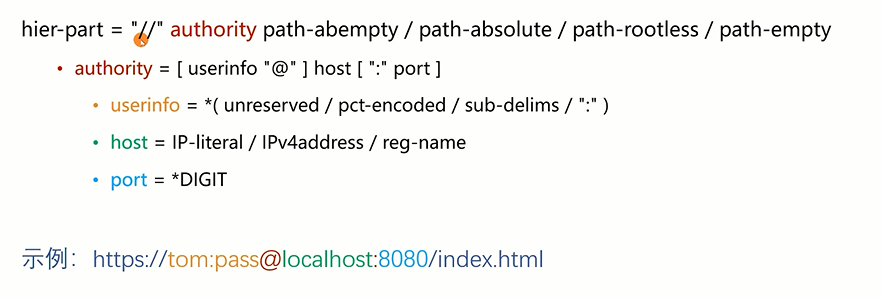 hier-part = "//" authority path-abempty / path-absolute / path-rootless / path-empty
• authority = [ userinfo "@" ] host [ ":" port ]
• userinfo = *( unreserved / pct-encoded / sub-delims / ":" )
• host = IP-literal / IPv4address / reg-name
• port = *DIGIT
示例：https://tom:pass@localhost:8080/index.html